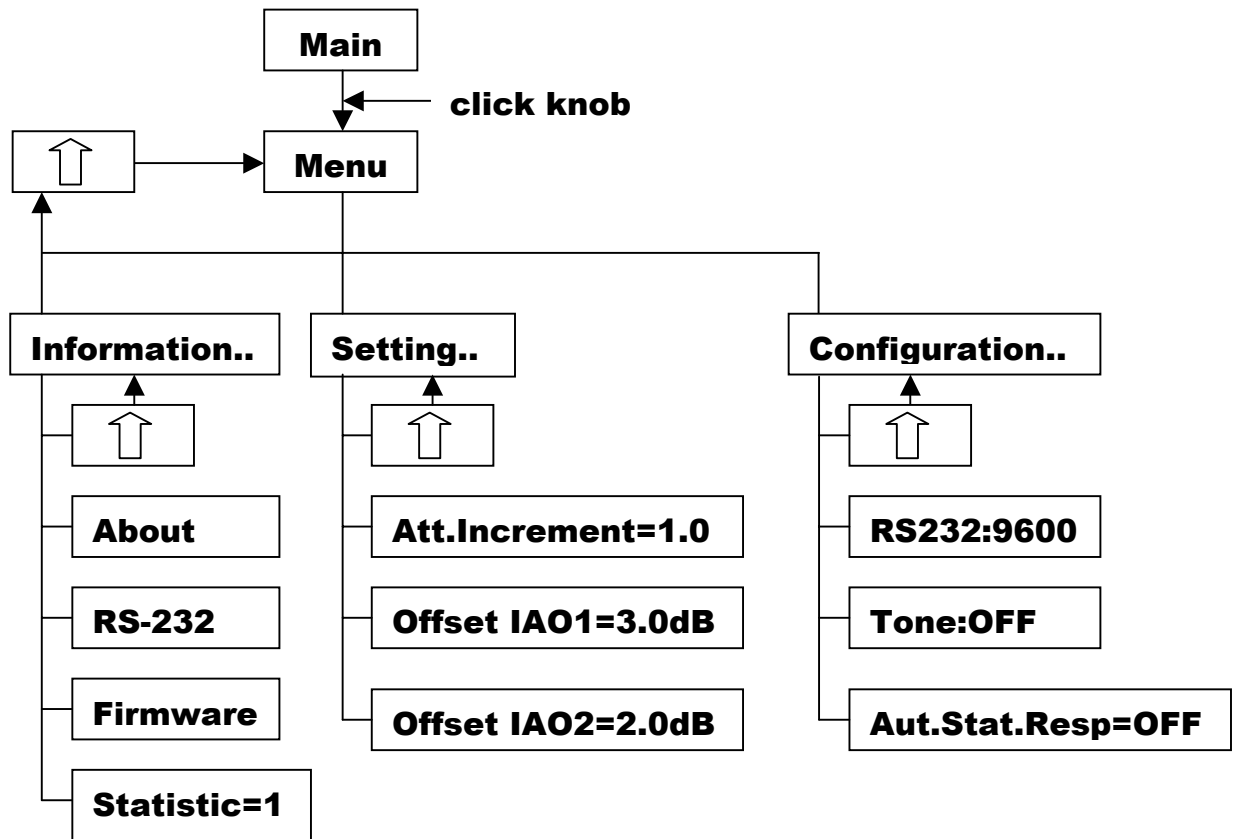 Main
click knob
Menu
Information..
Setting..
Configuration..
About
Att.Increment=1.0
RS232:9600
RS-232
Offset IAO1=3.0dB
Tone:OFF
Firmware
Offset IAO2=2.0dB
Aut.Stat.Resp=OFF
Statistic=1